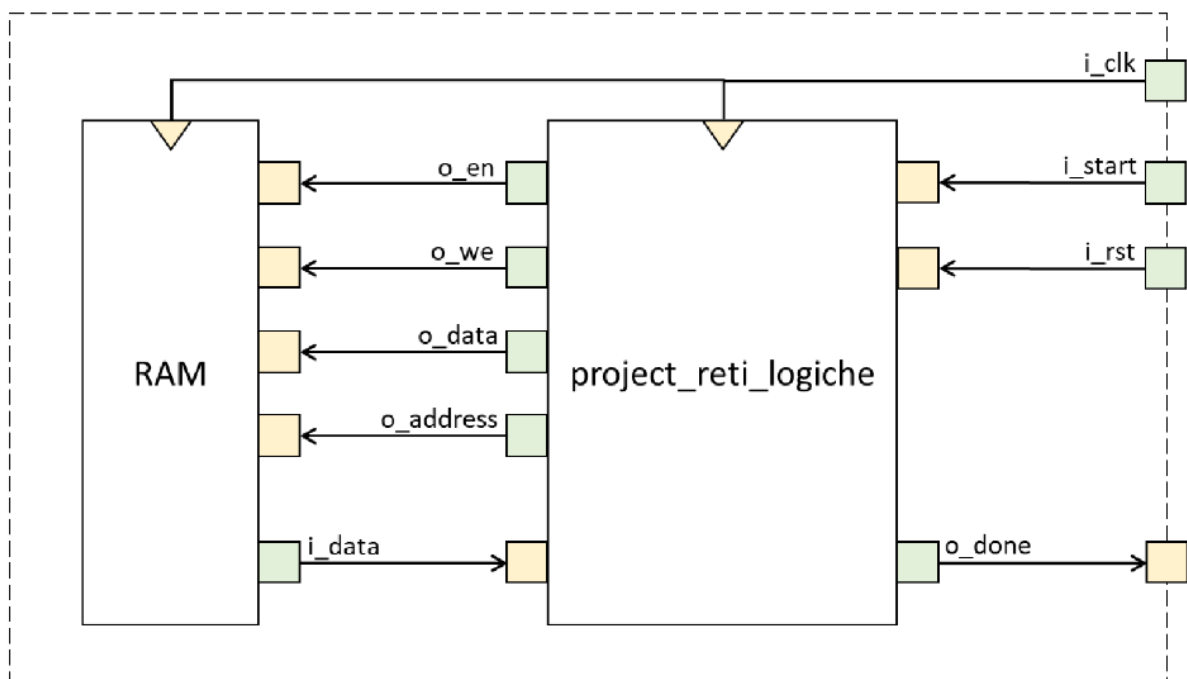 i_clk
o_en
i_start
o_we
i_rst
o_data
RAM
project_reti_logiche
o_address
i_data
o_done